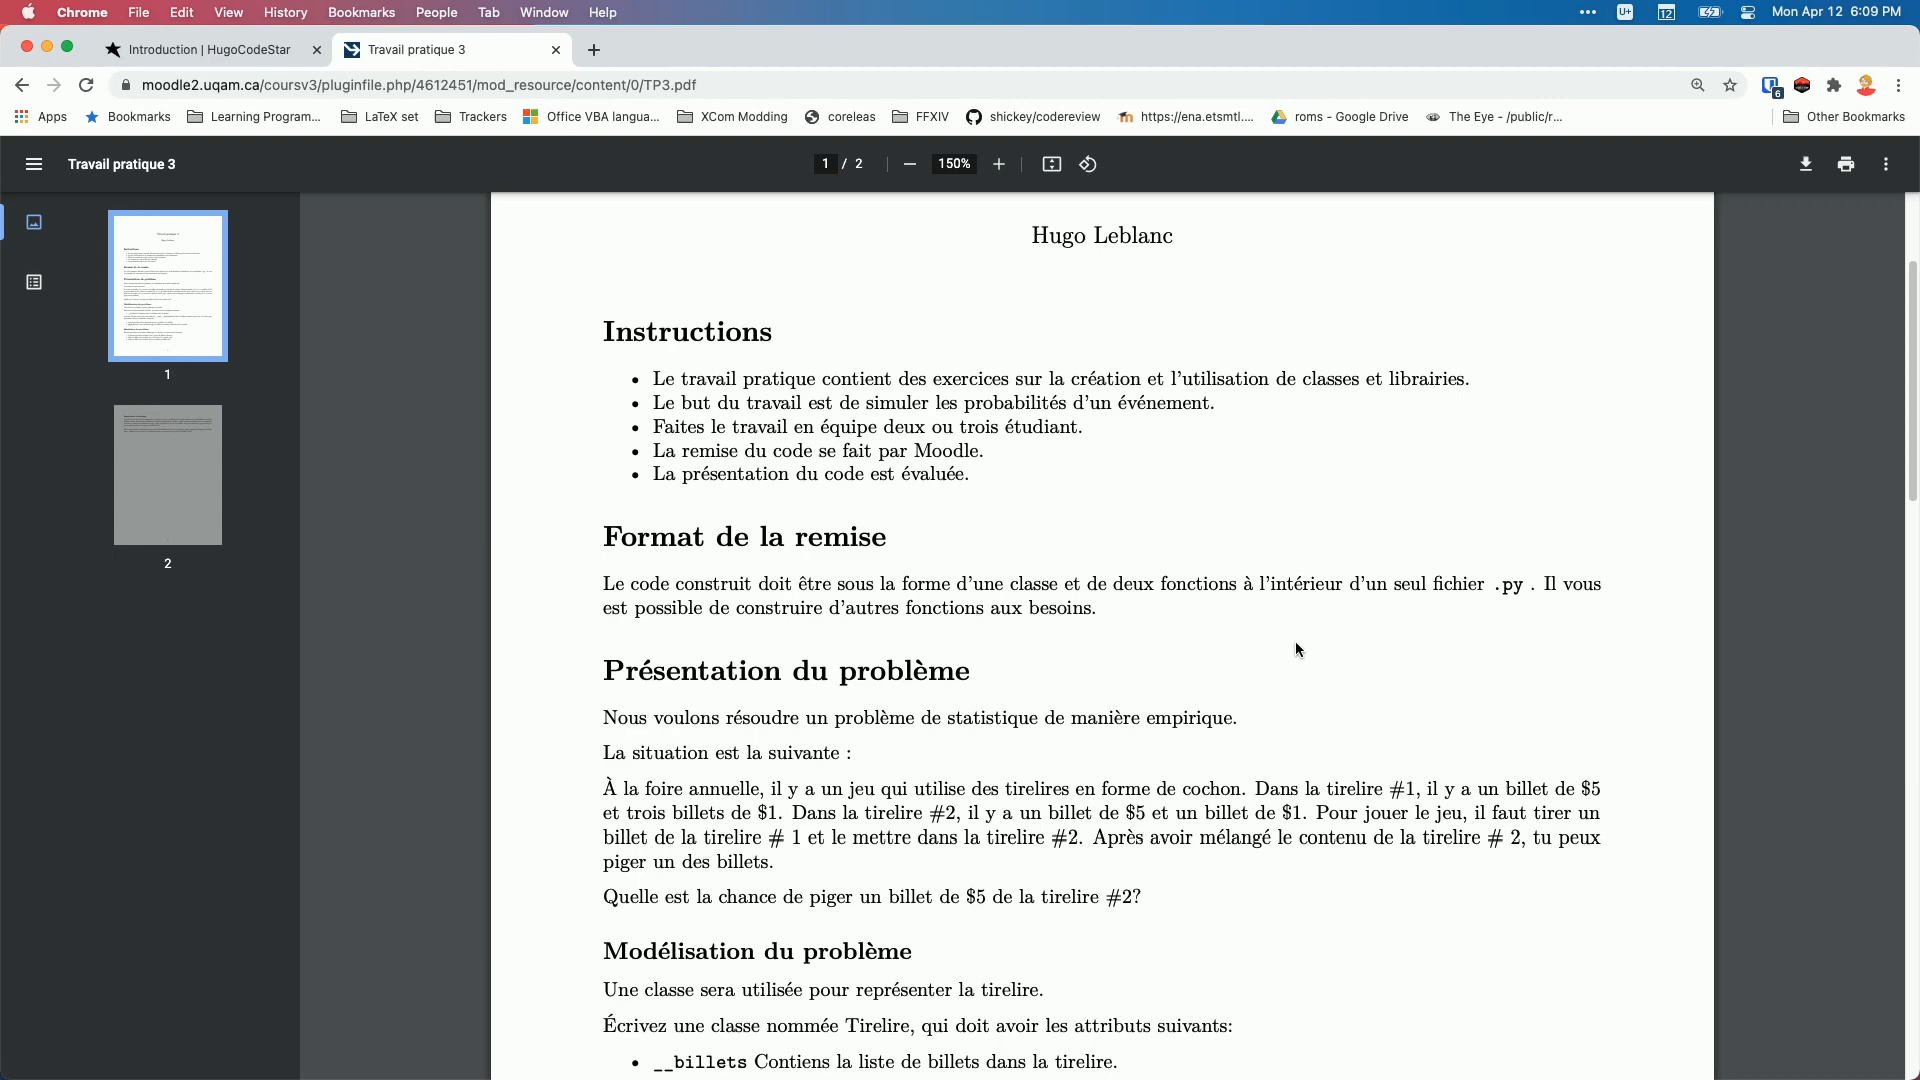 Chrome File Edit View History Bookmarks People Tab Window Help
U+ 12 Mon Apr 12 6:09 PM
Introduction | HugoCodeStar Travail pratique 3
moodle2.uqam.ca/coursv3/pluginfile.php/4612451/mod_resource/content/0/TP3.pdf 6
Apps Bookmarks Learning Program... LaTeX set Trackers Office VBA langua... XCom Modding coreleas FFXIV shickey/codereview https://ena.etsmtl.... roms - Google Drive The Eye - /public/r... Other Bookmarks
Travail pratique 3 1 / 2 150%
1
2
Hugo Leblanc
Instructions
• Le travail pratique contient des exercices sur la création et l'utilisation de classes et librairies.
• Le but du travail est de simuler les probabilités d'un événement.
• Faites le travail en équipe deux ou trois étudiant.
• La remise du code se fait par Moodle.
• La présentation du code est évaluée.
Format de la remise
Le code construit doit être sous la forme d'une classe et de deux fonctions à l'intérieur d'un seul fichier .py . Il vous
est possible de construire d'autres fonctions aux besoins.
Présentation du problème
Nous voulons résoudre un problème de statistique de manière empirique.
La situation est la suivante :
À la foire annuelle, il y a un jeu qui utilise des tirelires en forme de cochon. Dans la tirelire #1, il y a un billet de $5
et trois billets de $1. Dans la tirelire #2, il y a un billet de $5 et un billet de $1. Pour jouer le jeu, il faut tirer un
billet de la tirelire # 1 et le mettre dans la tirelire #2. Après avoir mélangé le contenu de la tirelire # 2, tu peux
piger un des billets.
Quelle est la chance de piger un billet de $5 de la tirelire #2?
Modélisation du problème
Une classe sera utilisée pour représenter la tirelire.
Écrivez une classe nommée Tirelire, qui doit avoir les attributs suivants:
• __billets Contiens la liste de billets dans la tirelire.